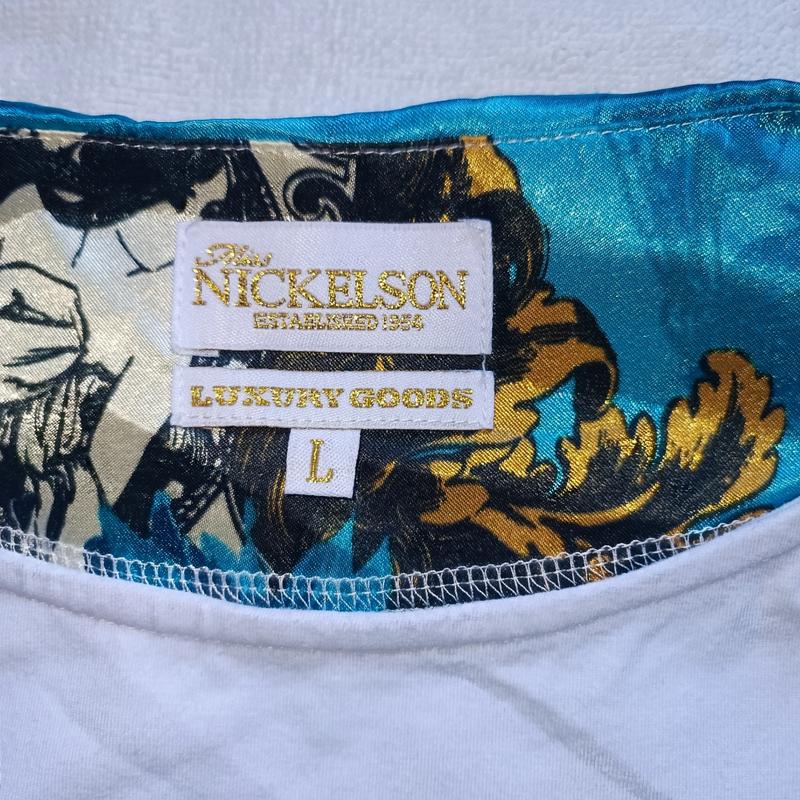 Miss
NICKELSON
ESTABLISHED 1954
LUXURY GOODS
L